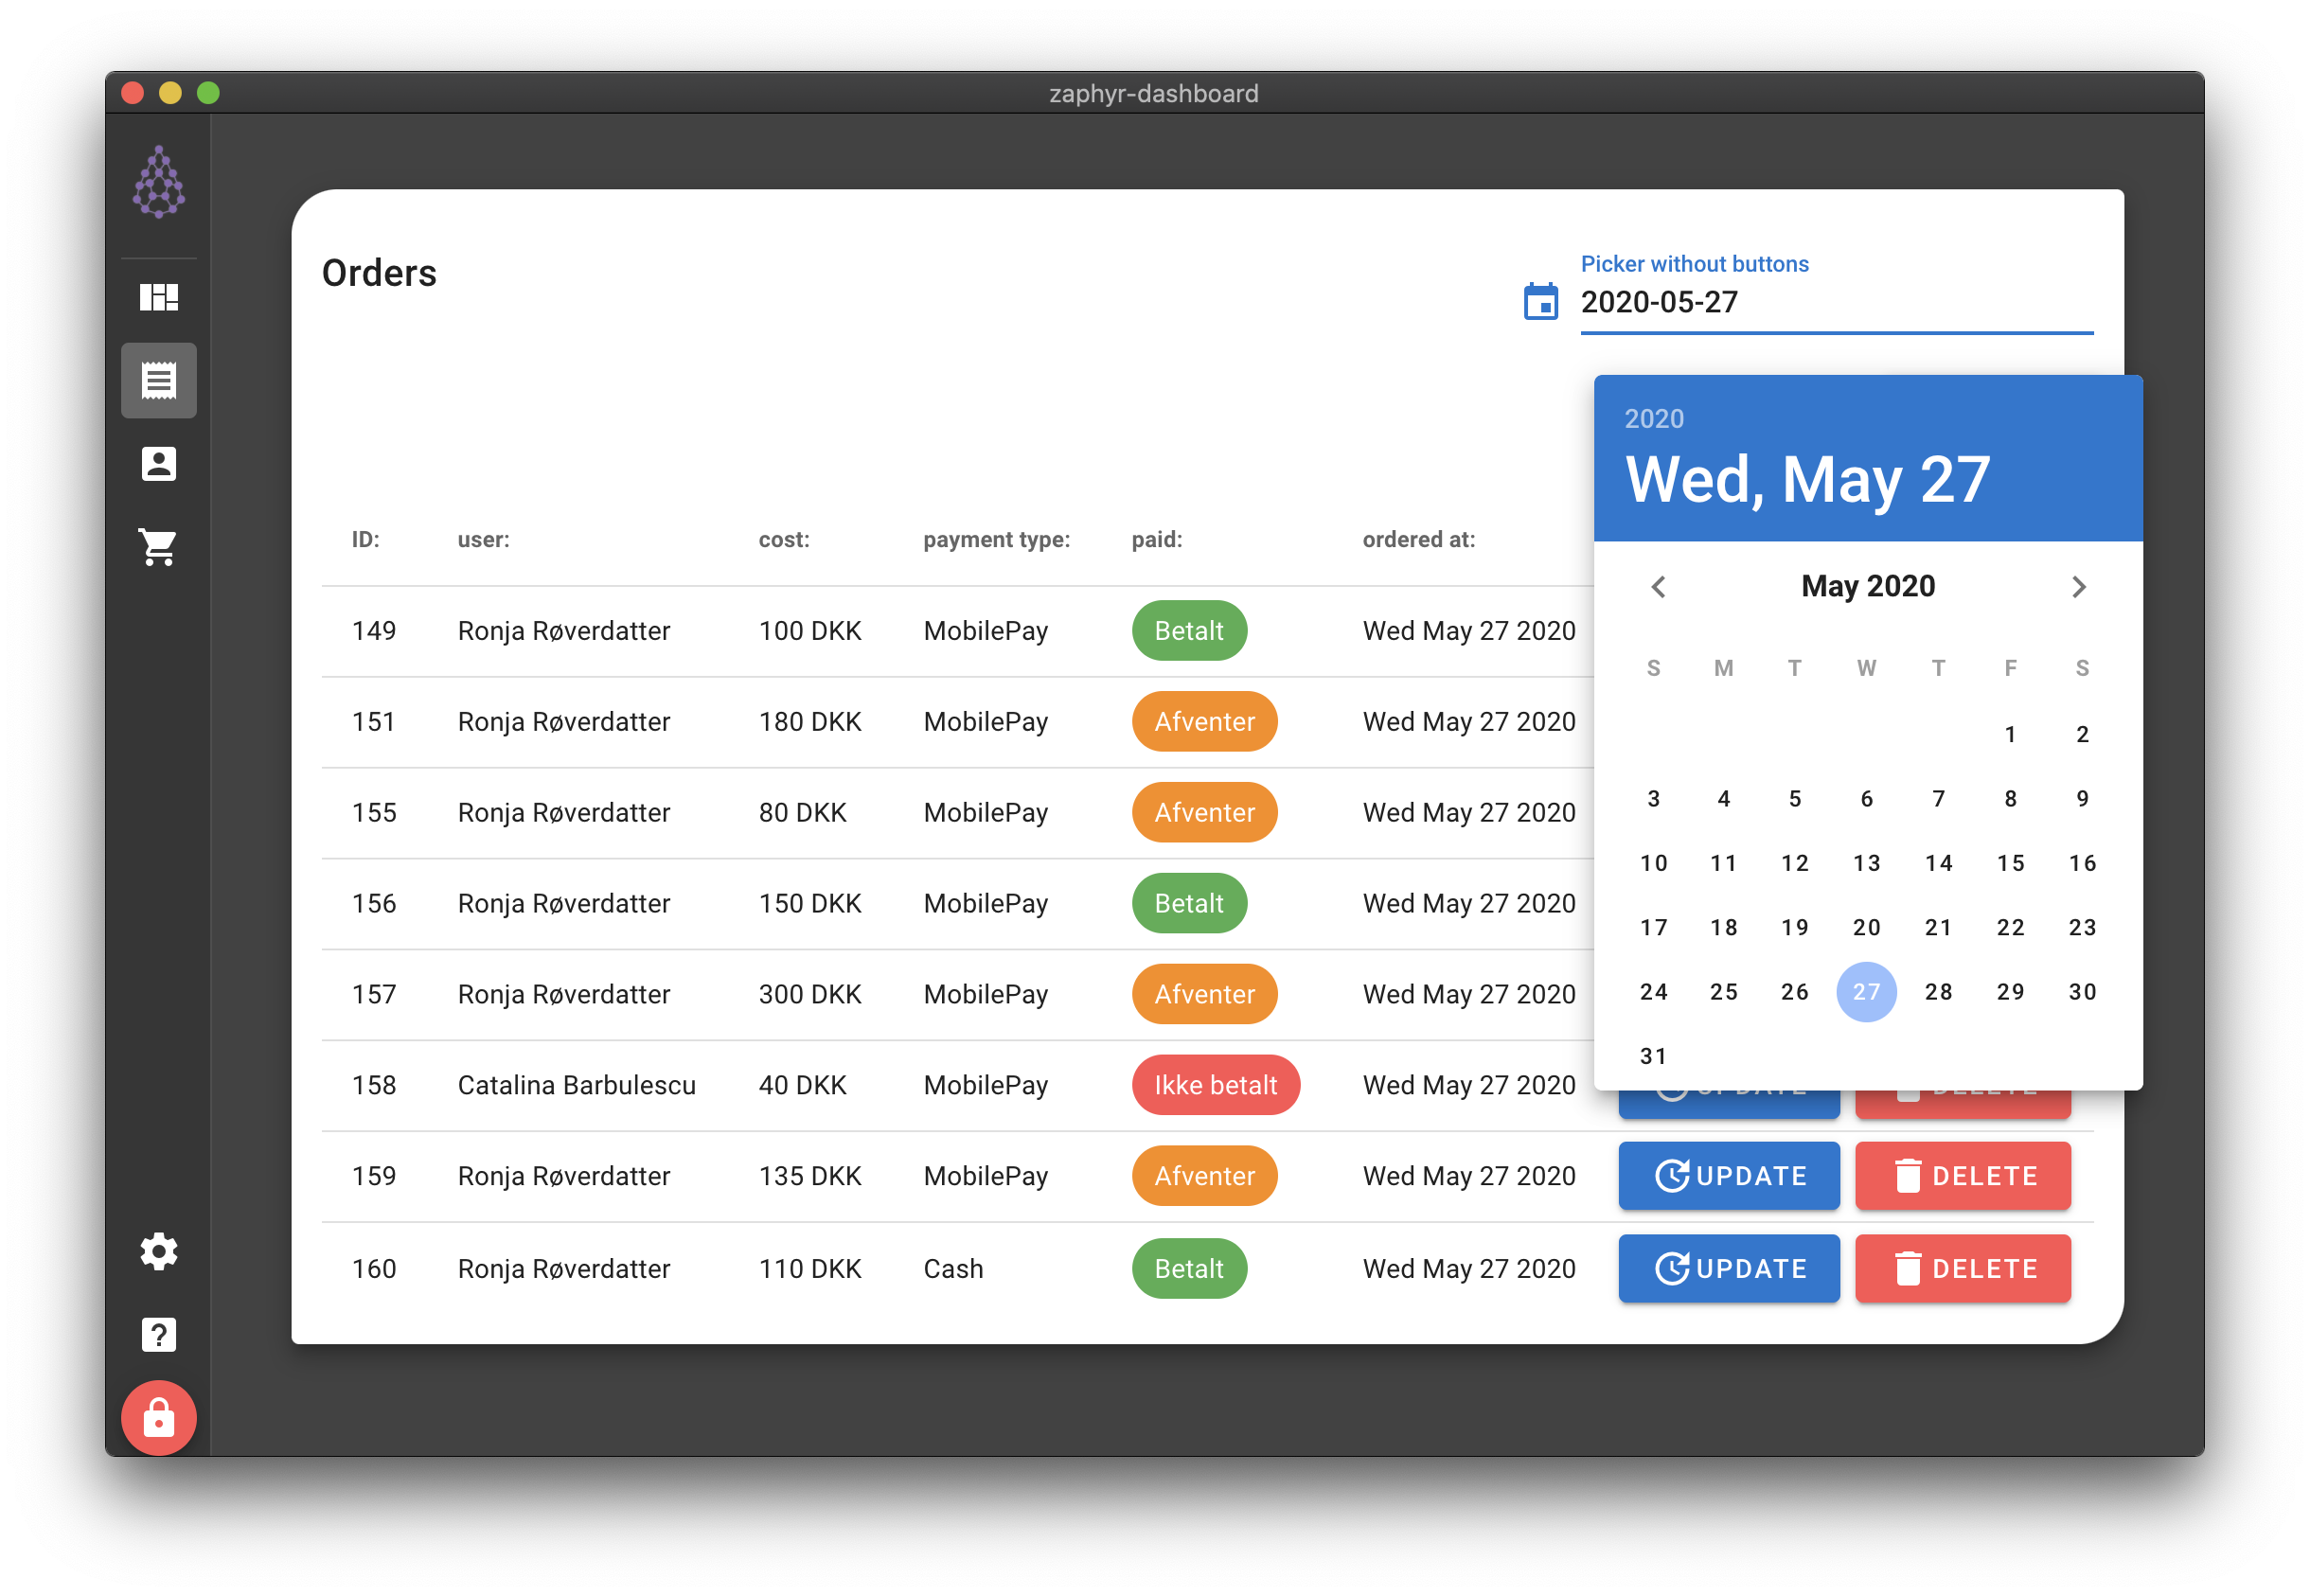 zaphyr-dashboard
Orders
Picker without buttons
2020-05-27
2020
Wed, May 27
May 2020
S M T W T F S
1 2
3 4 5 6 7 8 9
10 11 12 13 14 15 16
17 18 19 20 21 22 23
24 25 26 27 28 29 30
31
ID: user: cost: payment type: paid: ordered at:
149 Ronja Røverdatter 100 DKK MobilePay Betalt Wed May 27 2020
151 Ronja Røverdatter 180 DKK MobilePay Afventer Wed May 27 2020
155 Ronja Røverdatter 80 DKK MobilePay Afventer Wed May 27 2020
156 Ronja Røverdatter 150 DKK MobilePay Betalt Wed May 27 2020
157 Ronja Røverdatter 300 DKK MobilePay Afventer Wed May 27 2020
158 Catalina Barbulescu 40 DKK MobilePay Ikke betalt Wed May 27 2020 UPDATE DELETE
159 Ronja Røverdatter 135 DKK MobilePay Afventer Wed May 27 2020 UPDATE DELETE
160 Ronja Røverdatter 110 DKK Cash Betalt Wed May 27 2020 UPDATE DELETE